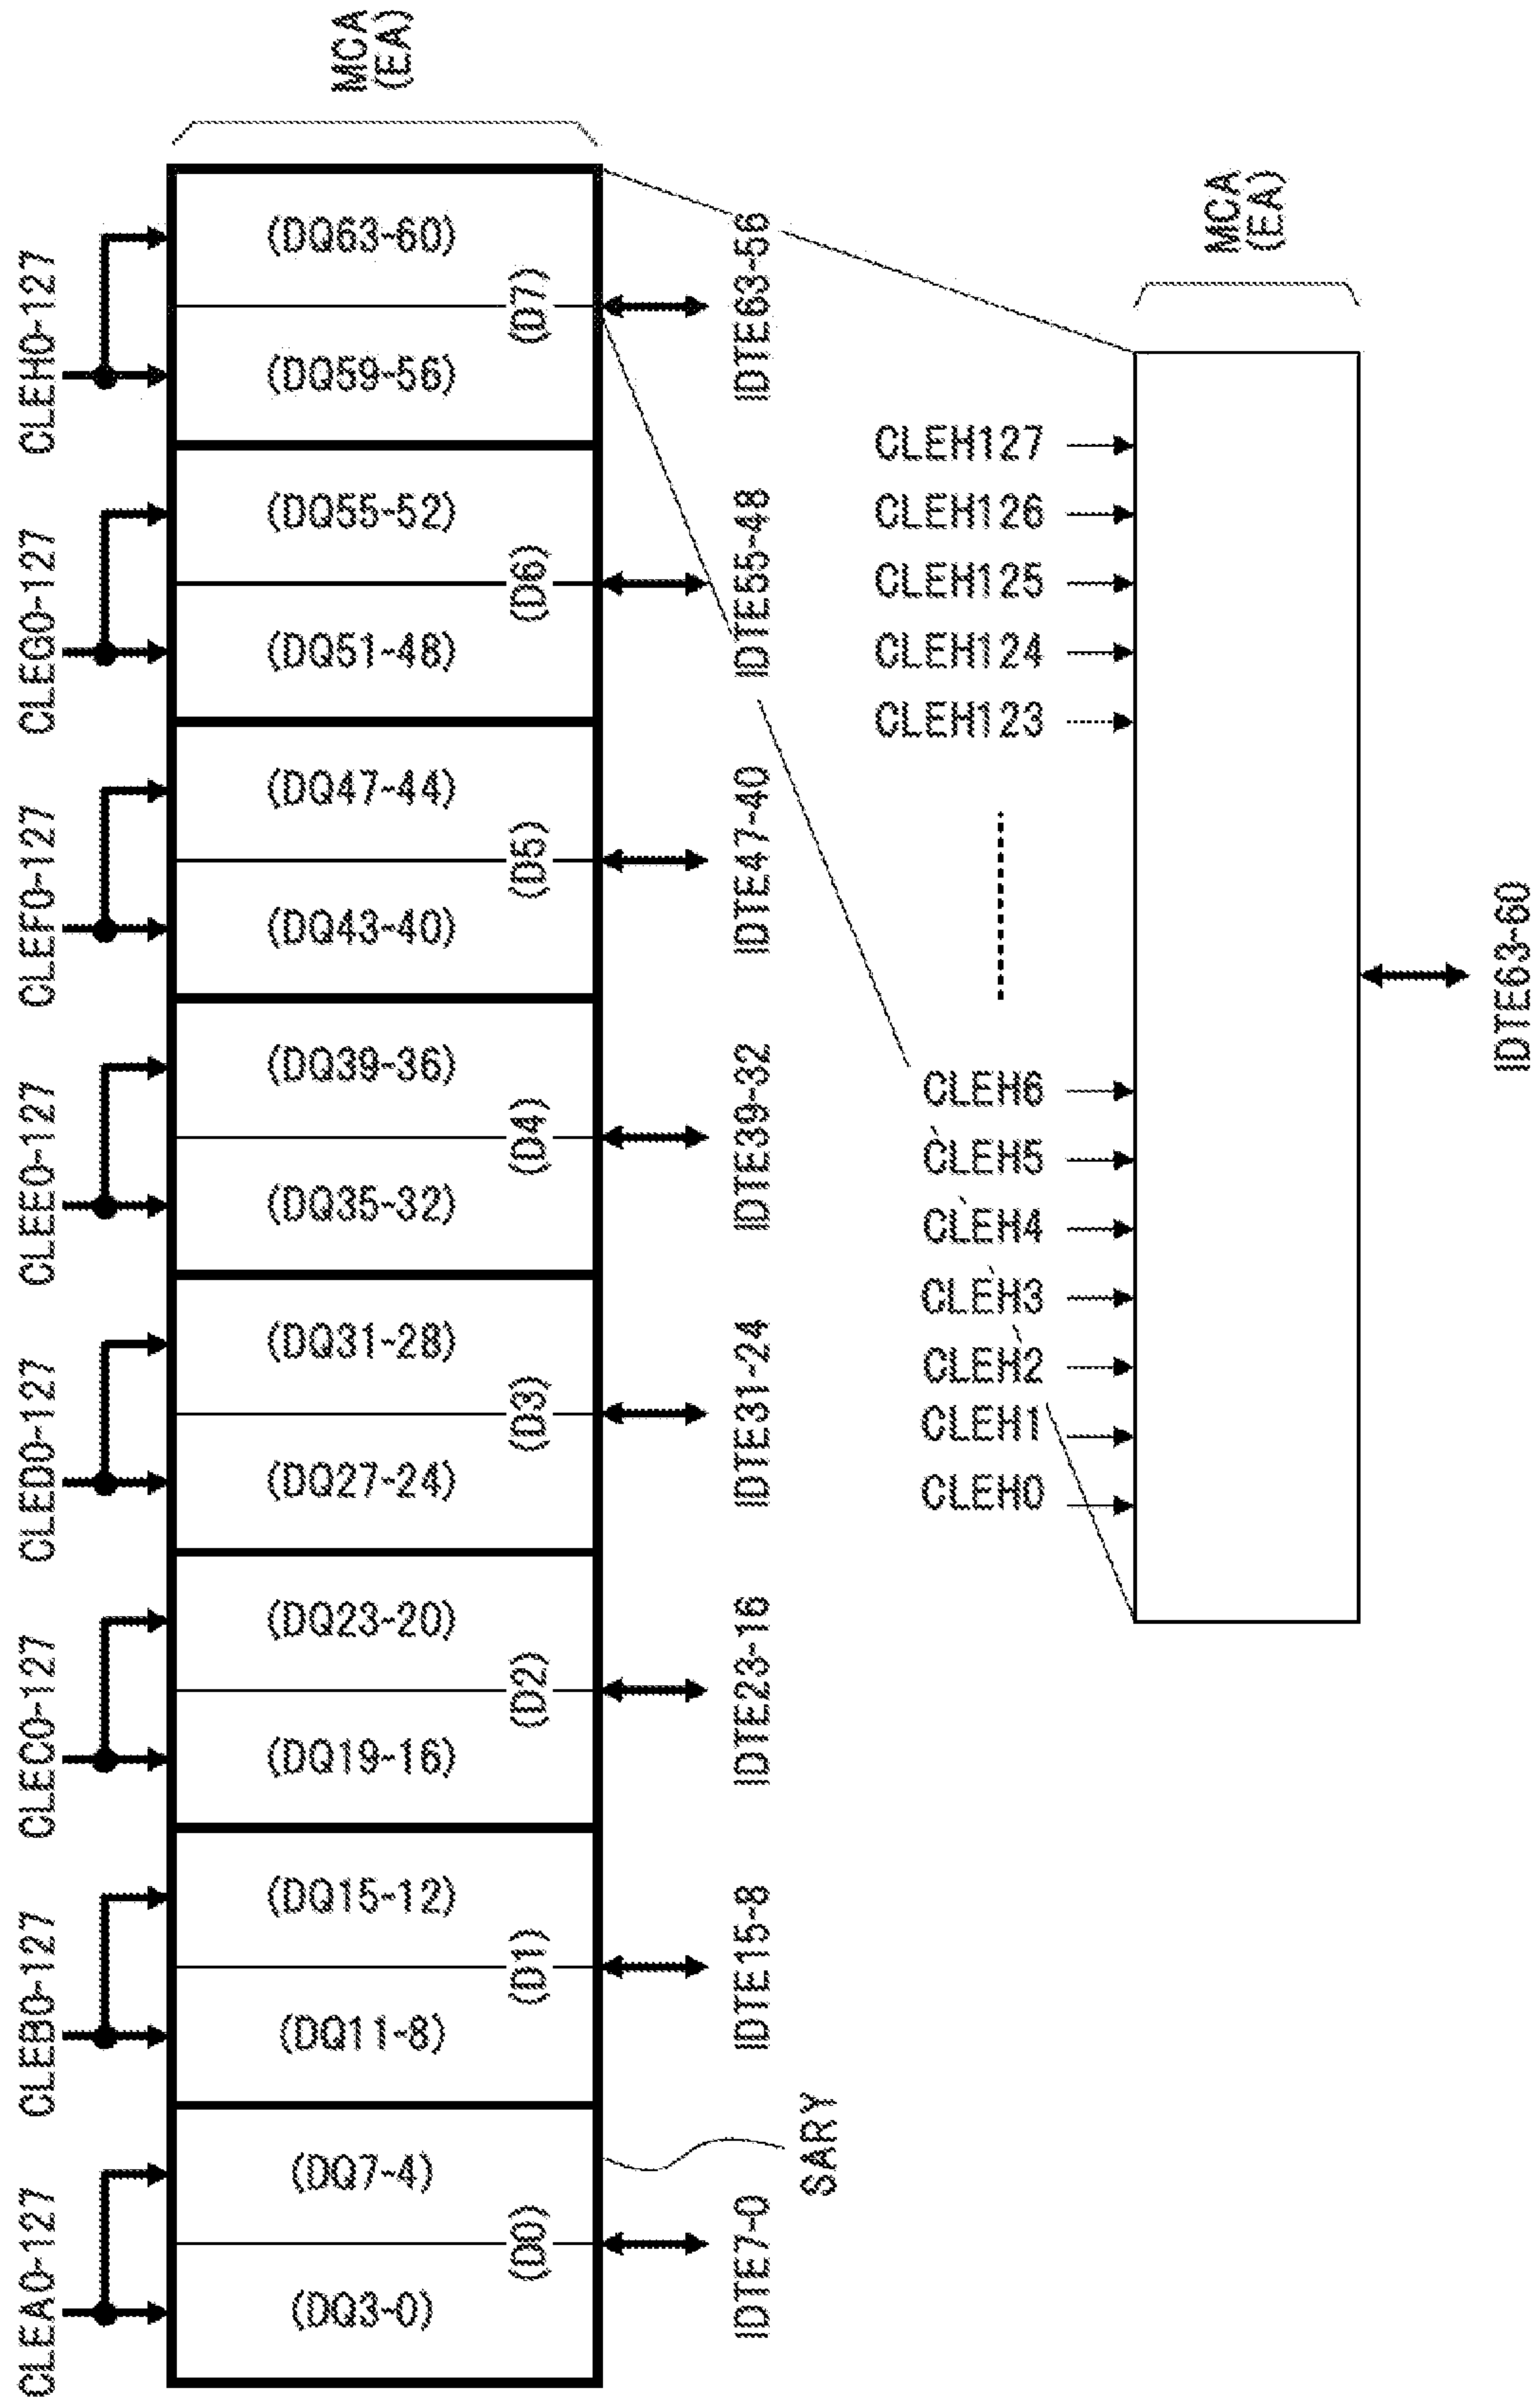 CLEA0-127
CLEB0-127
CLEC0-127
CLED0-127
CLEE0-127
CLEF0-127
CLEG0-127
CLEH0-127
(DQ3-0)
(DQ7-4)
(DQ11-8)
(DQ15-12)
(DQ19-16)
(DQ23-20)
(DQ27-24)
(DQ31-28)
(DQ35-32)
(DQ39-36)
(DQ43-40)
(DQ47-44)
(DQ51-48)
(DQ55-52)
(DQ59-56)
(DQ63-60)
MCA
(EA)
(D0)
(D1)
(D2)
(D3)
(D4)
(D5)
(D6)
(D7)
IDTE7-0
IDTE15-8
IDTE23-16
IDTE31-24
IDTE39-32
IDTE47-40
IDTE55-48
IDTE63-56
SARY
CLEH0
CLEH1
CLEH2
CLEH3
CLEH4
CLEH5
CLEH6
CLEH123
CLEH124
CLEH125
CLEH126
CLEH127
MCA
(EA)
IDTE63-60